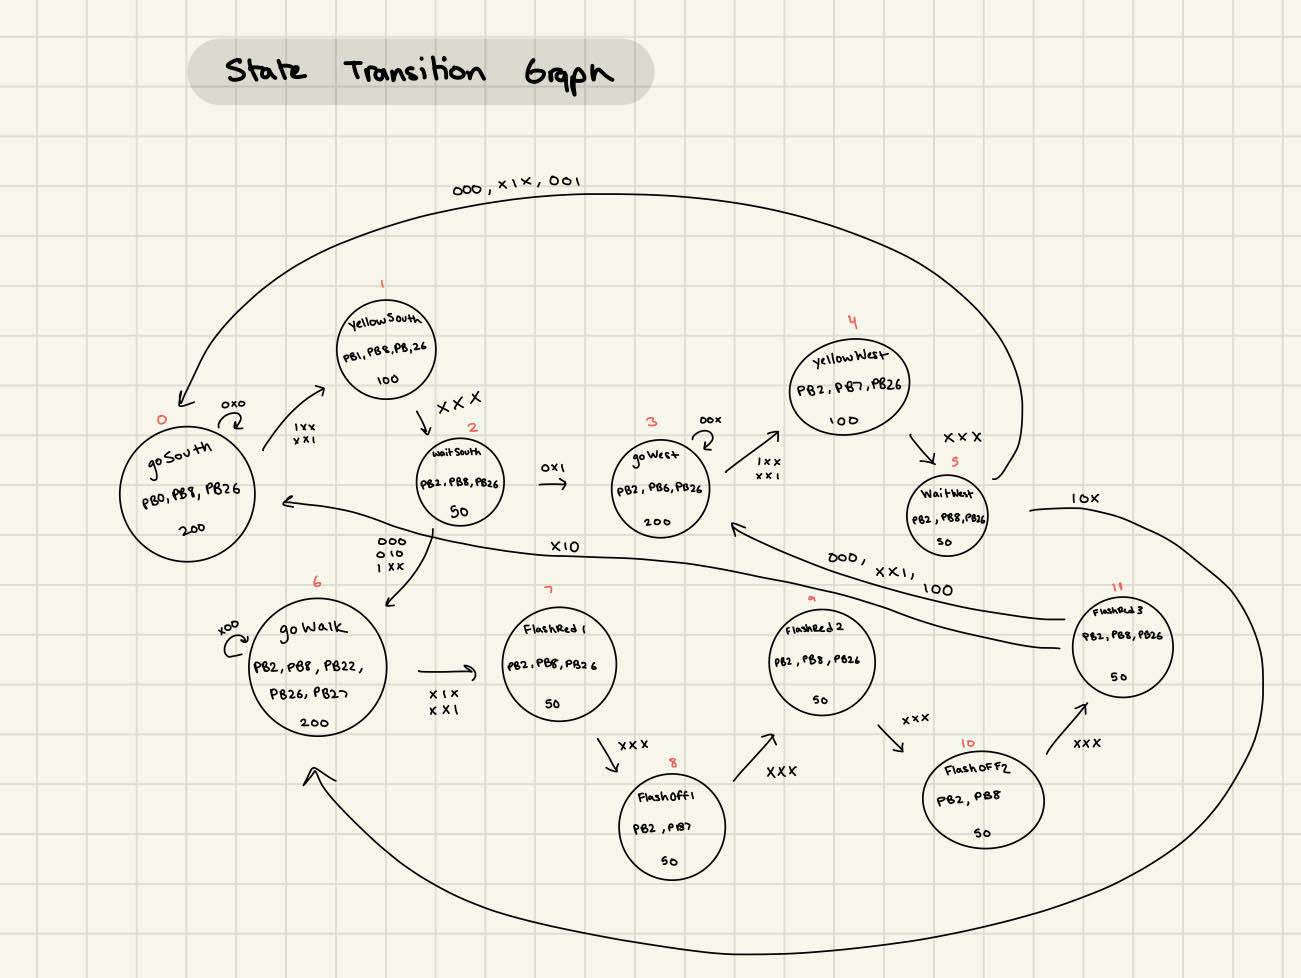 State Transition Graph
000, X1X, 001
1
yellowSouth
PB1, PB8, PB,26
100
XXX
0
0X0
goSouth
PB0, PB8, PB26
200
1XX
XX1
2
waitSouth
PB2, PB8, PB26
50
0X1
3
00X
goWest
PB2, PB6, PB26
200
1XX
XX1
4
yellowWest
PB2, PB7, PB26
100
XXX
5
WaitWest
PB2, PB8, PB26
50
10X
000
010
1XX
X10
000, XX1,
100
6
X00
goWalk
PB2, PB8, PB22,
PB26, PB27
200
X1X
XX1
7
FlashRed1
PB2, PB8, PB26
50
XXX
8
FlashOff1
PB2, PB7
50
XXX
9
FlashRed2
PB2, PB8, PB26
50
XXX
10
FlashOFF2
PB2, PB8
50
XXX
11
FlashRed3
PB2, PB8, PB26
50